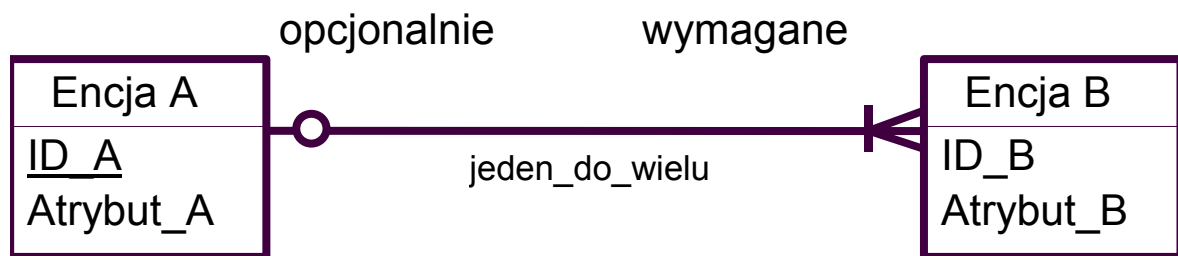 opcjonalnie wymagane
Encja A
ID_A
Atrybut_A
jeden_do_wielu
Encja B
ID_B
Atrybut_B